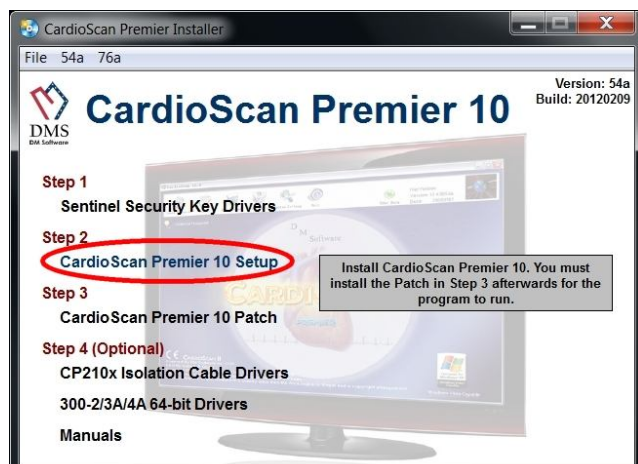 CardioScan Premier Installer
File 54a 76a
DMS
DM Software
CardioScan Premier 10
Version: 54a
Build: 20120209
Step 1
Sentinel Security Key Drivers
Step 2
CardioScan Premier 10 Setup
Install CardioScan Premier 10. You must
install the Patch in Step 3 afterwards for the
program to run.
Step 3
CardioScan Premier 10 Patch
Step 4 (Optional)
CP210x Isolation Cable Drivers
300-2/3A/4A 64-bit Drivers
Manuals